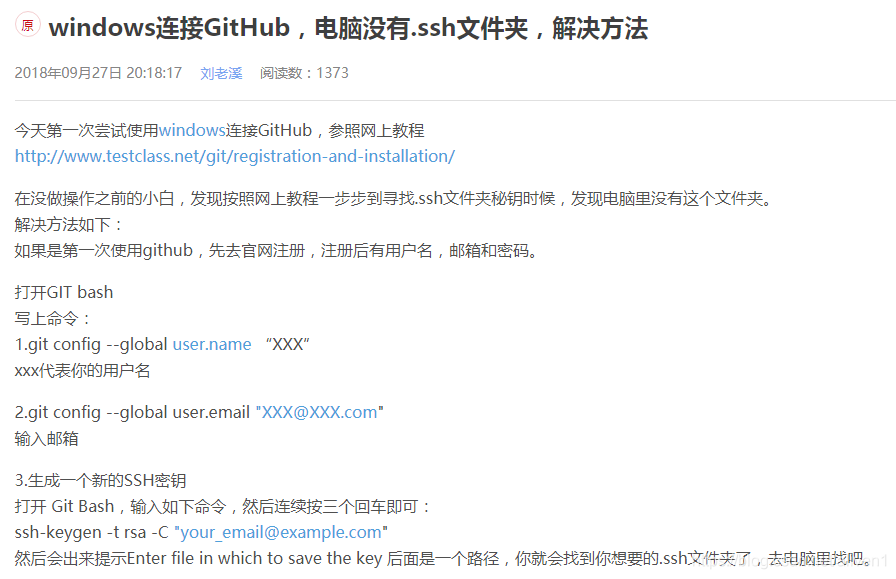 原 windows连接GitHub，电脑没有.ssh文件夹，解决方法
2018年09月27日 20:18:17 刘老溪 阅读数：1373
今天第一次尝试使用windows连接GitHub，参照网上教程
http://www.testclass.net/git/registration-and-installation/
在没做操作之前的小白，发现按照网上教程一步步到寻找.ssh文件夹秘钥时候，发现电脑里没有这个文件夹。
解决方法如下：
如果是第一次使用github，先去官网注册，注册后有用户名，邮箱和密码。
打开GIT bash
写上命令：
1.git config --global user.name “XXX“
xxx代表你的用户名
2.git config --global user.email "XXX@XXX.com"
输入邮箱
3.生成一个新的SSH密钥
打开 Git Bash，输入如下命令，然后连续按三个回车即可：
ssh-keygen -t rsa -C "your_email@example.com"
然后会出来提示Enter file in which to save the key 后面是一个路径，你就会找到你想要的.ssh文件夹了，去电脑里找吧。